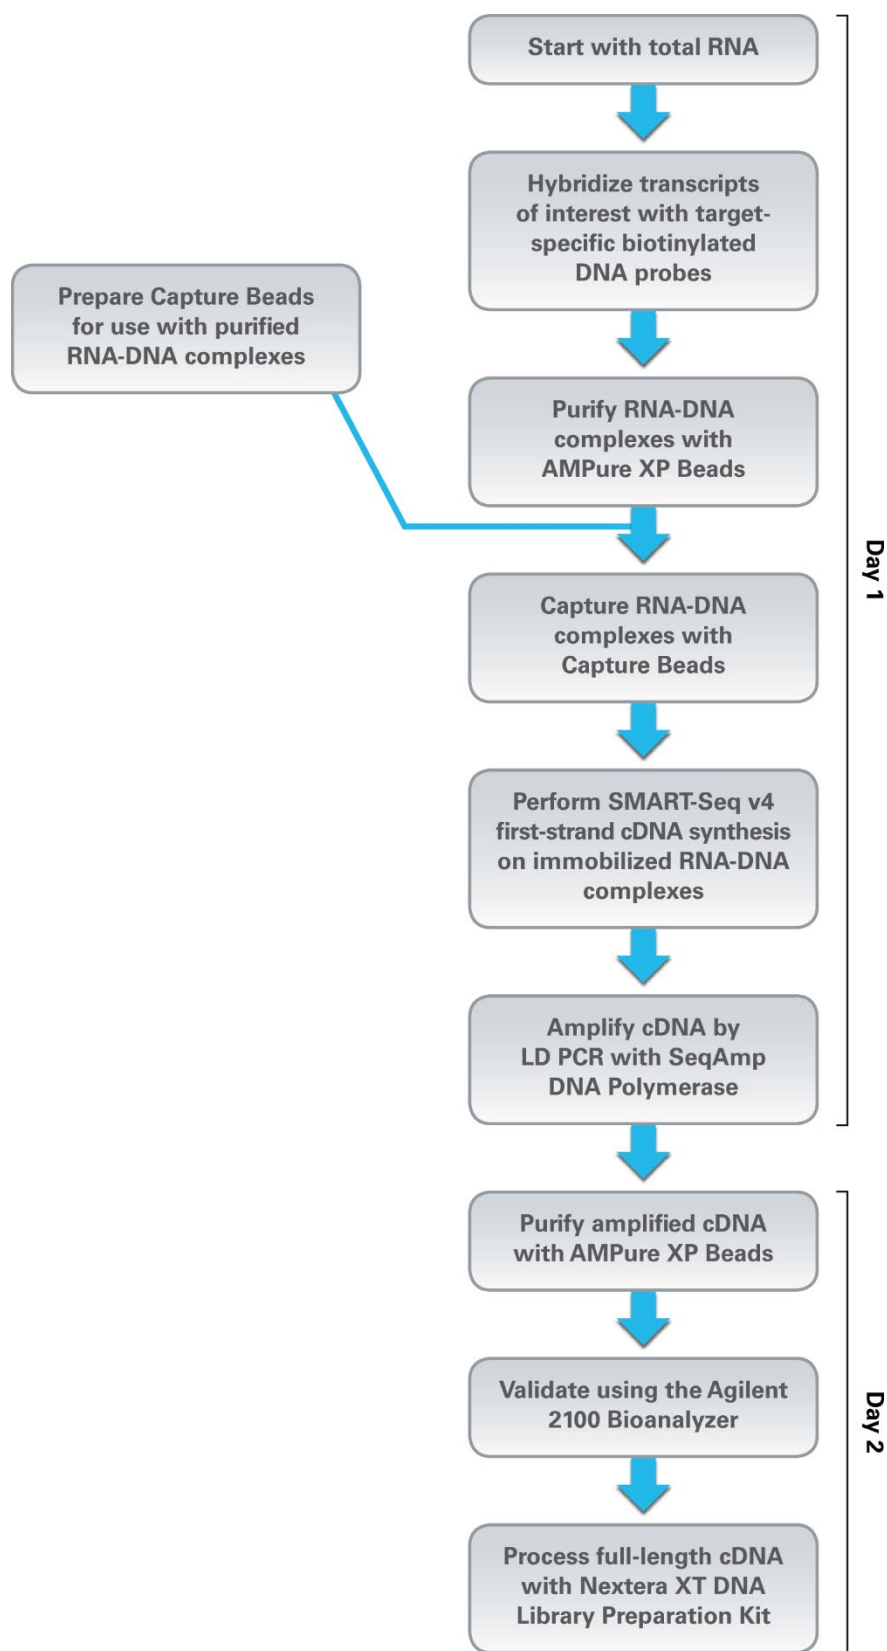 Start with total RNA
Hybridize transcripts
of interest with target-
specific biotinylated
DNA probes
Prepare Capture Beads
for use with purified
RNA-DNA complexes
Purify RNA-DNA
complexes with
AMPure XP Beads
Capture RNA-DNA
complexes with
Capture Beads
Perform SMART-Seq v4
first-strand cDNA synthesis
on immobilized RNA-DNA
complexes
Amplify cDNA by
LD PCR with SeqAmp
DNA Polymerase
Day 1
Purify amplified cDNA
with AMPure XP Beads
Validate using the Agilent
2100 Bioanalyzer
Process full-length cDNA
with Nextera XT DNA
Library Preparation Kit
Day 2